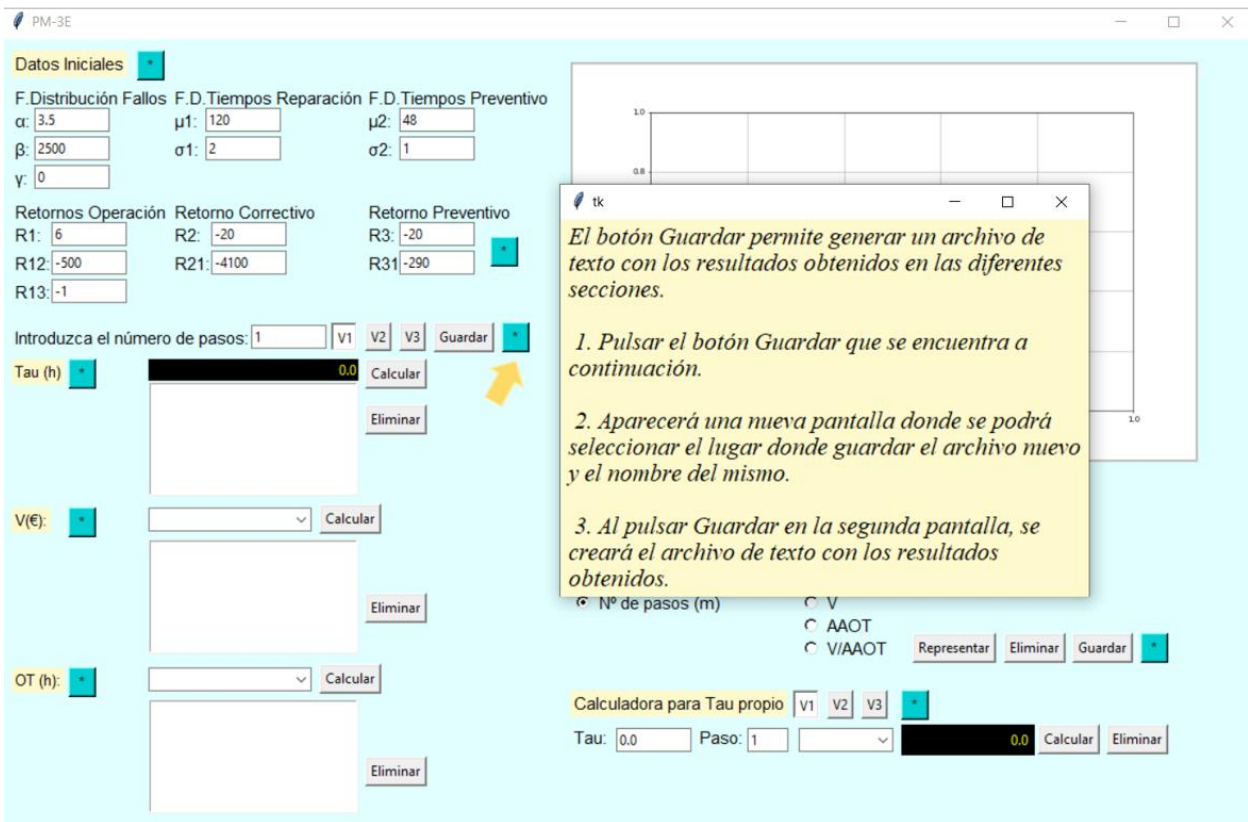 PM-3E
Datos Iniciales *
F.Distribución Fallos F.D.Tiempos Reparación F.D.Tiempos Preventivo
α: 3.5 μ1: 120 μ2: 48
β: 2500 σ1: 2 σ2: 1
γ: 0
Retornos Operación Retorno Correctivo Retorno Preventivo
R1: 6 R2: -20 R3: -20
R12: -500 R21: -4100 R31 -290 *
R13: -1
Introduzca el número de pasos: 1 V1 V2 V3 Guardar *
Tau (h) * 0.0 Calcular
Eliminar
V(€): * Calcular
Eliminar
OT (h): * Calcular
Eliminar
1.0
0.8
1.0
tk
El botón Guardar permite generar un archivo de
texto con los resultados obtenidos en las diferentes
secciones.
1. Pulsar el botón Guardar que se encuentra a
continuación.
2. Aparecerá una nueva pantalla donde se podrá
seleccionar el lugar donde guardar el archivo nuevo
y el nombre del mismo.
3. Al pulsar Guardar en la segunda pantalla, se
creará el archivo de texto con los resultados
obtenidos.
Nº de pasos (m) V
AAOT
V/AAOT Representar Eliminar Guardar *
Calculadora para Tau propio V1 V2 V3 *
Tau: 0.0 Paso: 1 0.0 Calcular Eliminar